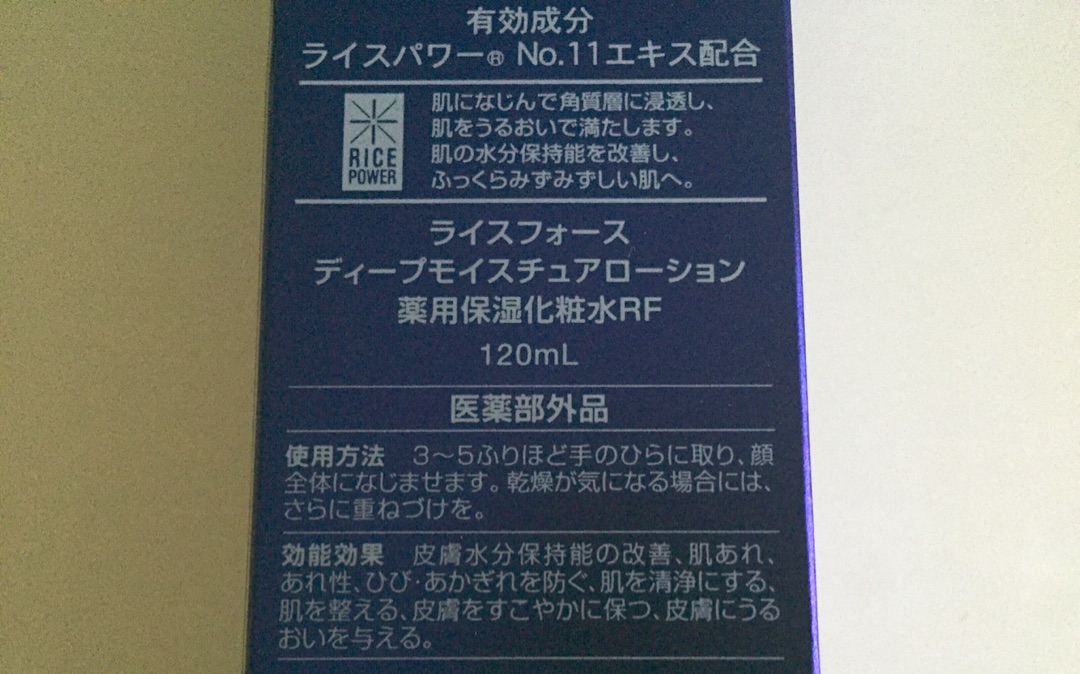 有効成分
ライスパワー® No.11エキス配合
肌になじんで角質層に浸透し、
肌をうるおいで満たします。
肌の水分保持能を改善し、
ふっくらみずみずしい肌へ。
RICE
POWER
ライスフォース
ディープモイスチュアローション
薬用保湿化粧水RF
120mL
医薬部外品
使用方法　3〜5ふりほど手のひらに取り、顔
全体になじませます。乾燥が気になる場合には、
さらに重ねづけを。
効能効果　皮膚水分保持能の改善、肌あれ、
あれ性、ひび・あかぎれを防ぐ、肌を清浄にする、
肌を整える、皮膚をすこやかに保つ、皮膚にうる
おいを与える。